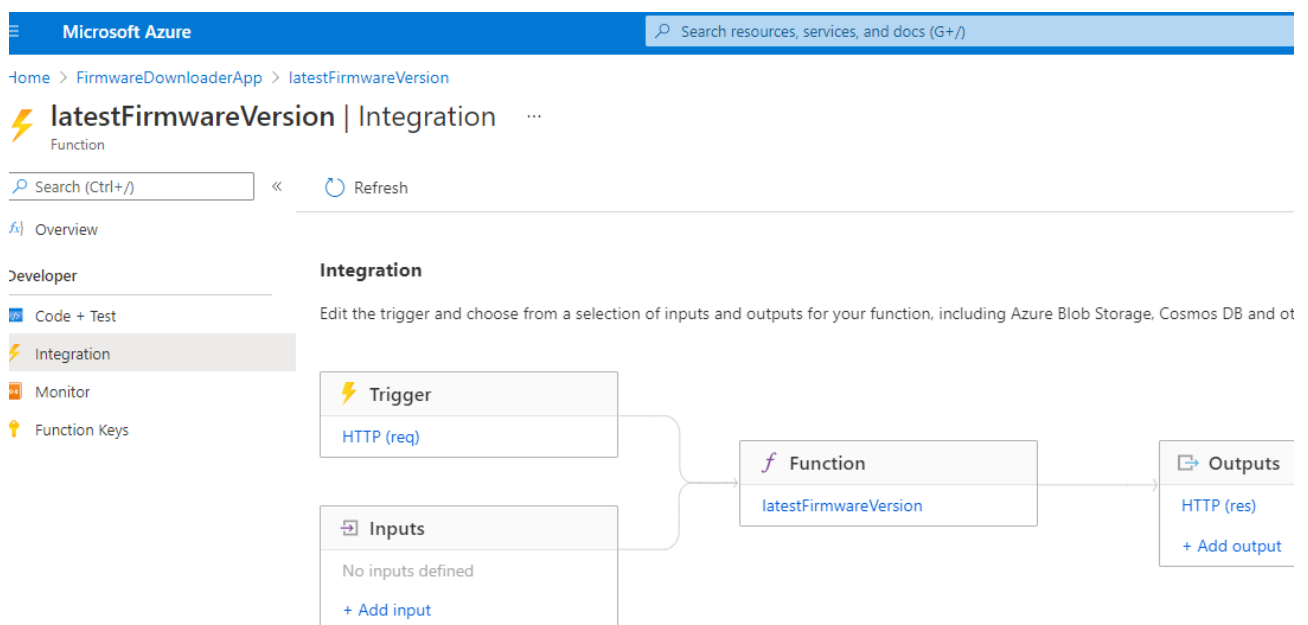 Microsoft Azure
Search resources, services, and docs (G+/)
Home > FirmwareDownloaderApp > latestFirmwareVersion
latestFirmwareVersion | Integration ...
Function
Search (Ctrl+/)
«
Refresh
Overview
Developer
Code + Test
Integration
Monitor
Function Keys
Integration
Edit the trigger and choose from a selection of inputs and outputs for your function, including Azure Blob Storage, Cosmos DB and ot
Trigger
HTTP (req)
Inputs
No inputs defined
+ Add input
Function
latestFirmwareVersion
Outputs
HTTP (res)
+ Add output